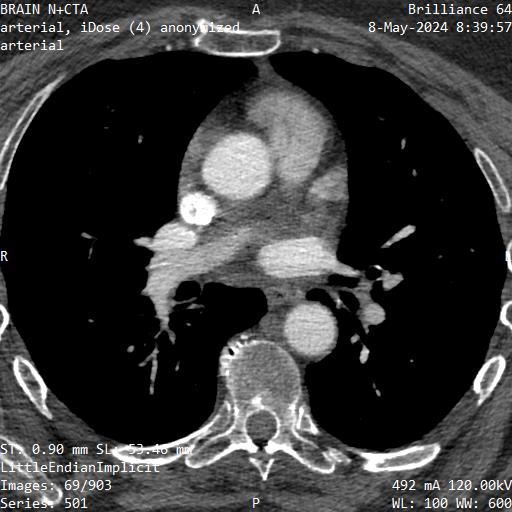 BRAIN N+CTA
arterial, iDose (4) anonymized
arterial
A
Brilliance 64
8-May-2024 8:39:57
R
L
ST: 0.90 mm SL: 53.46 mm
LittleEndianImplicit
Images: 69/903
Series: 501
P
492 mA 120.00kV
WL: 100 WW: 600